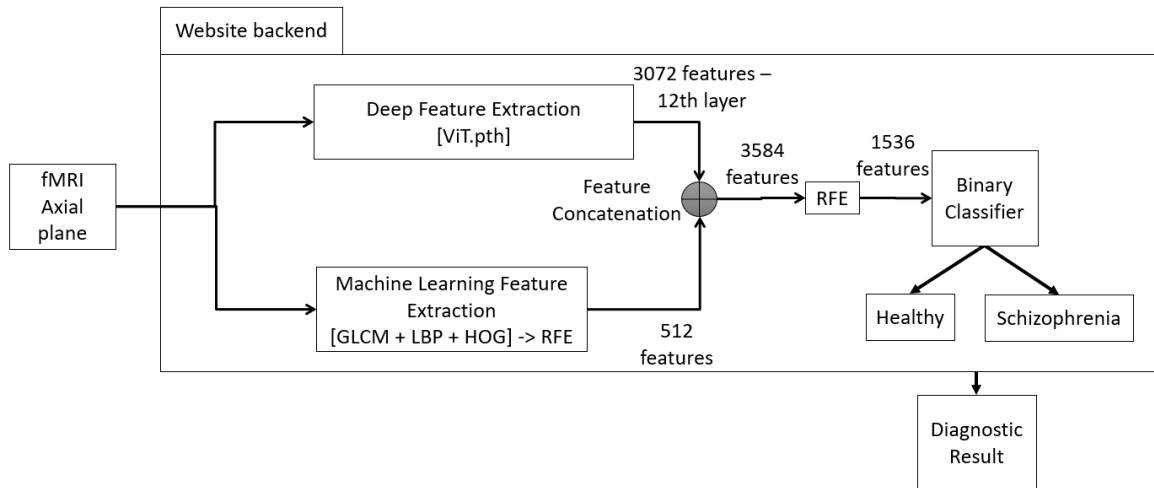 Website backend
3072 features –
12th layer
Deep Feature Extraction
[ViT.pth]
fMRI
Axial
plane
Feature
Concatenation
3584
features
RFE
1536
features
Binary
Classifier
Machine Learning Feature
Extraction
[GLCM + LBP + HOG] -> RFE
512
features
Healthy
Schizophrenia
Diagnostic
Result